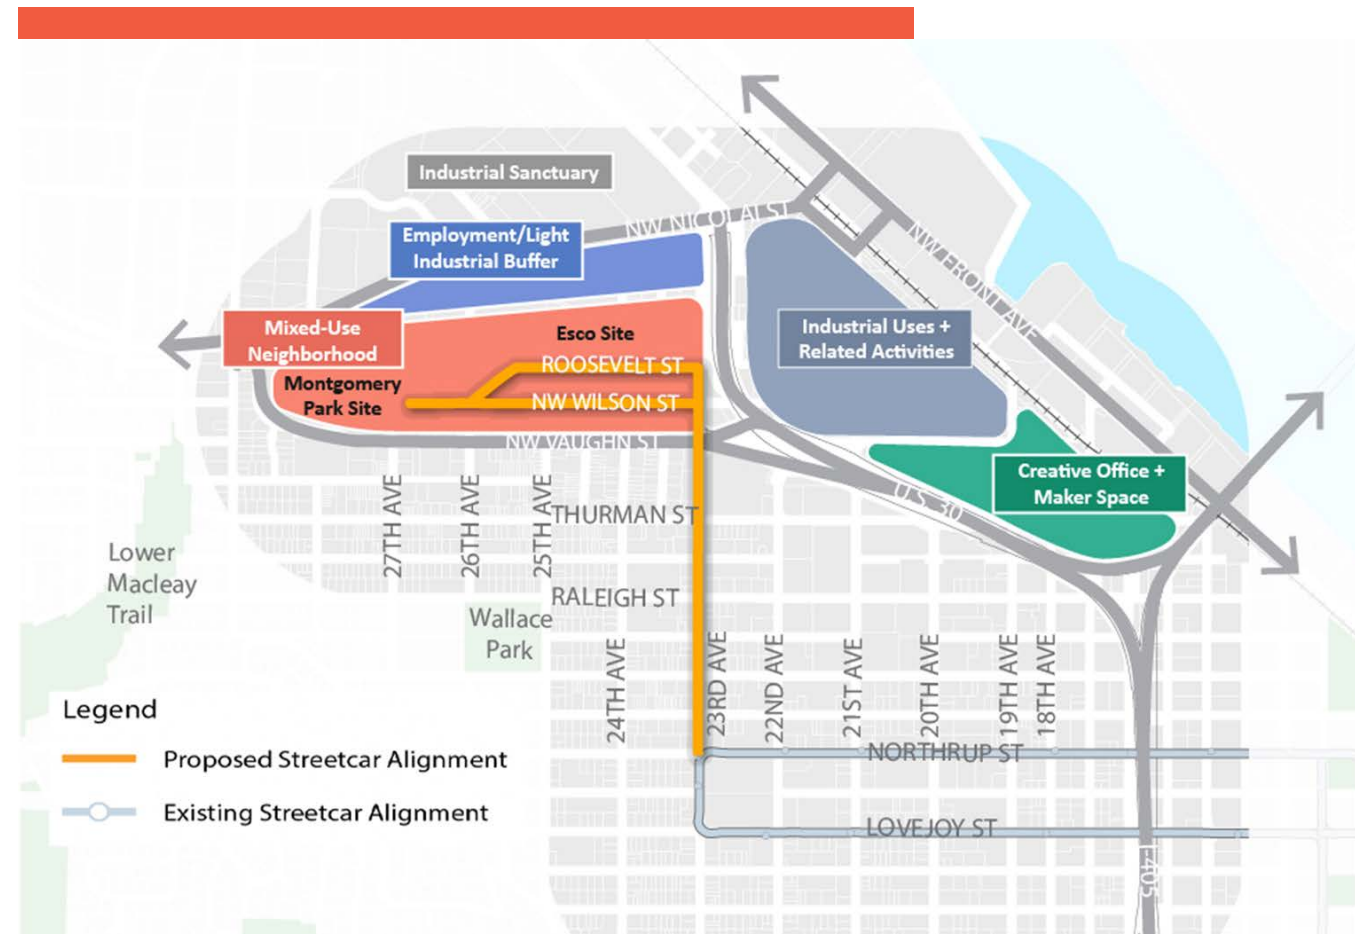 Industrial Sanctuary
NW NICOLAI ST
Employment/Light
Industrial Buffer
NW FRONT AVE
Mixed-Use
Neighborhood
Esco Site
Industrial Uses +
Related Activities
ROOSEVELT ST
Montgomery
Park Site
NW WILSON ST
NW VAUGHN ST
Creative Office +
Maker Space
U.S. 30
27TH AVE
26TH AVE
25TH AVE
THURMAN ST
Lower
Macleay
Trail
RALEIGH ST
Wallace
Park
24TH AVE
23RD AVE
22ND AVE
21ST AVE
20TH AVE
19TH AVE
18TH AVE
Legend
Proposed Streetcar Alignment
Existing Streetcar Alignment
NORTHRUP ST
LOVEJOY ST
I-405